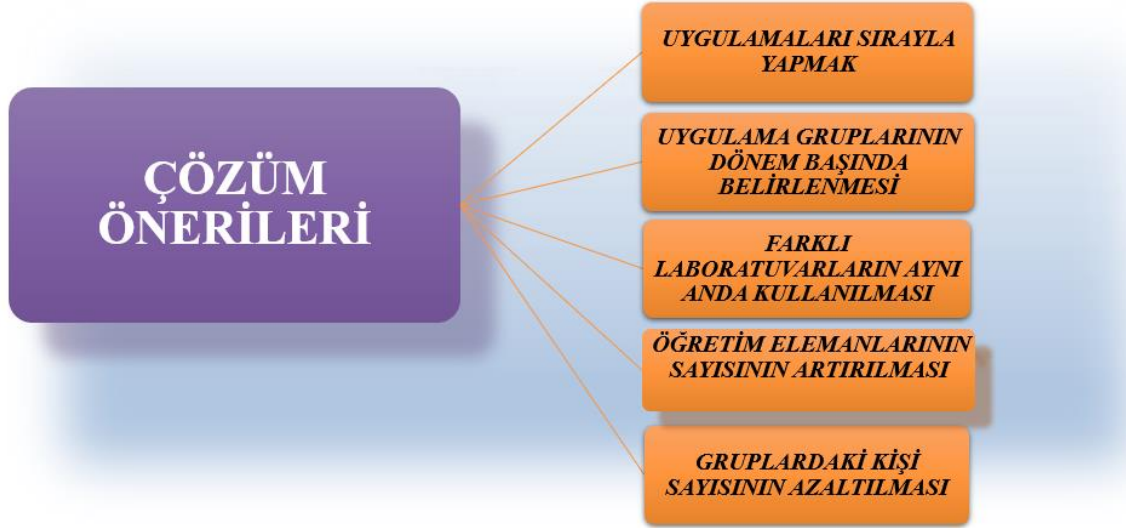 ÇÖZÜM
ÖNERİLERİ
UYGULAMALARI SIRAYLA
YAPMAK
UYGULAMA GRUPLARININ
DÖNEM BAŞINDA
BELİRLENMESİ
FARKLI
LABORATUVARLARIN AYNI
ANDA KULLANILMASI
ÖĞRETİM ELEMANLARININ
SAYISININ ARTIRILMASI
GRUPLARDAKİ KİŞİ
SAYISININ AZALTILMASI